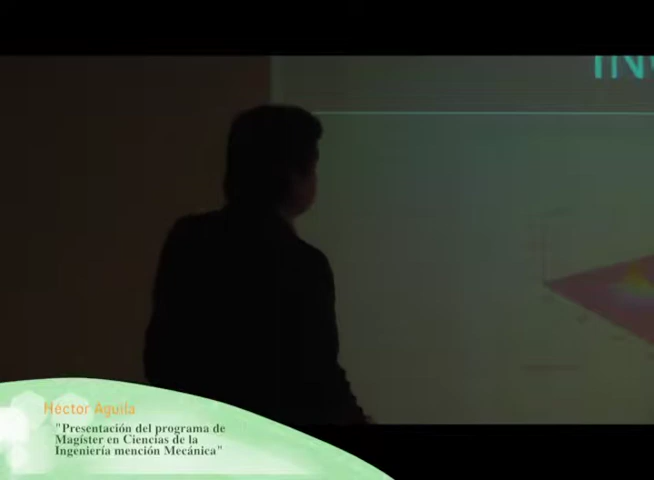 Héctor Aguila
"Presentación del programa de
Magíster en Ciencias de la
Ingeniería mención Mecánica"